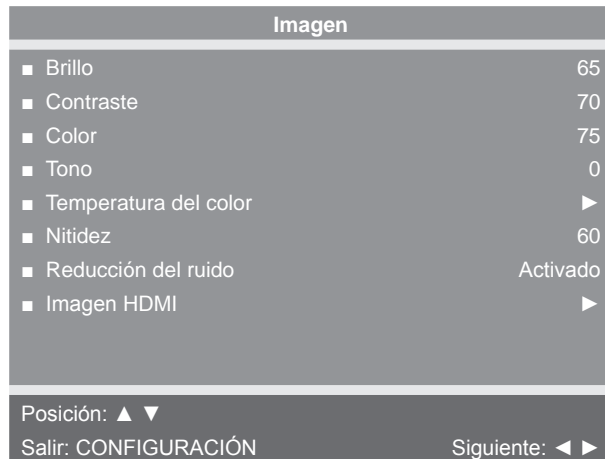 Imagen
■ Brillo 65
■ Contraste 70
■ Color 75
■ Tono 0
■ Temperatura del color ►
■ Nitidez 60
■ Reducción del ruido Activado
■ Imagen HDMI ►
Posición: ▲ ▼
Salir: CONFIGURACIÓN Siguiente: ◄ ►